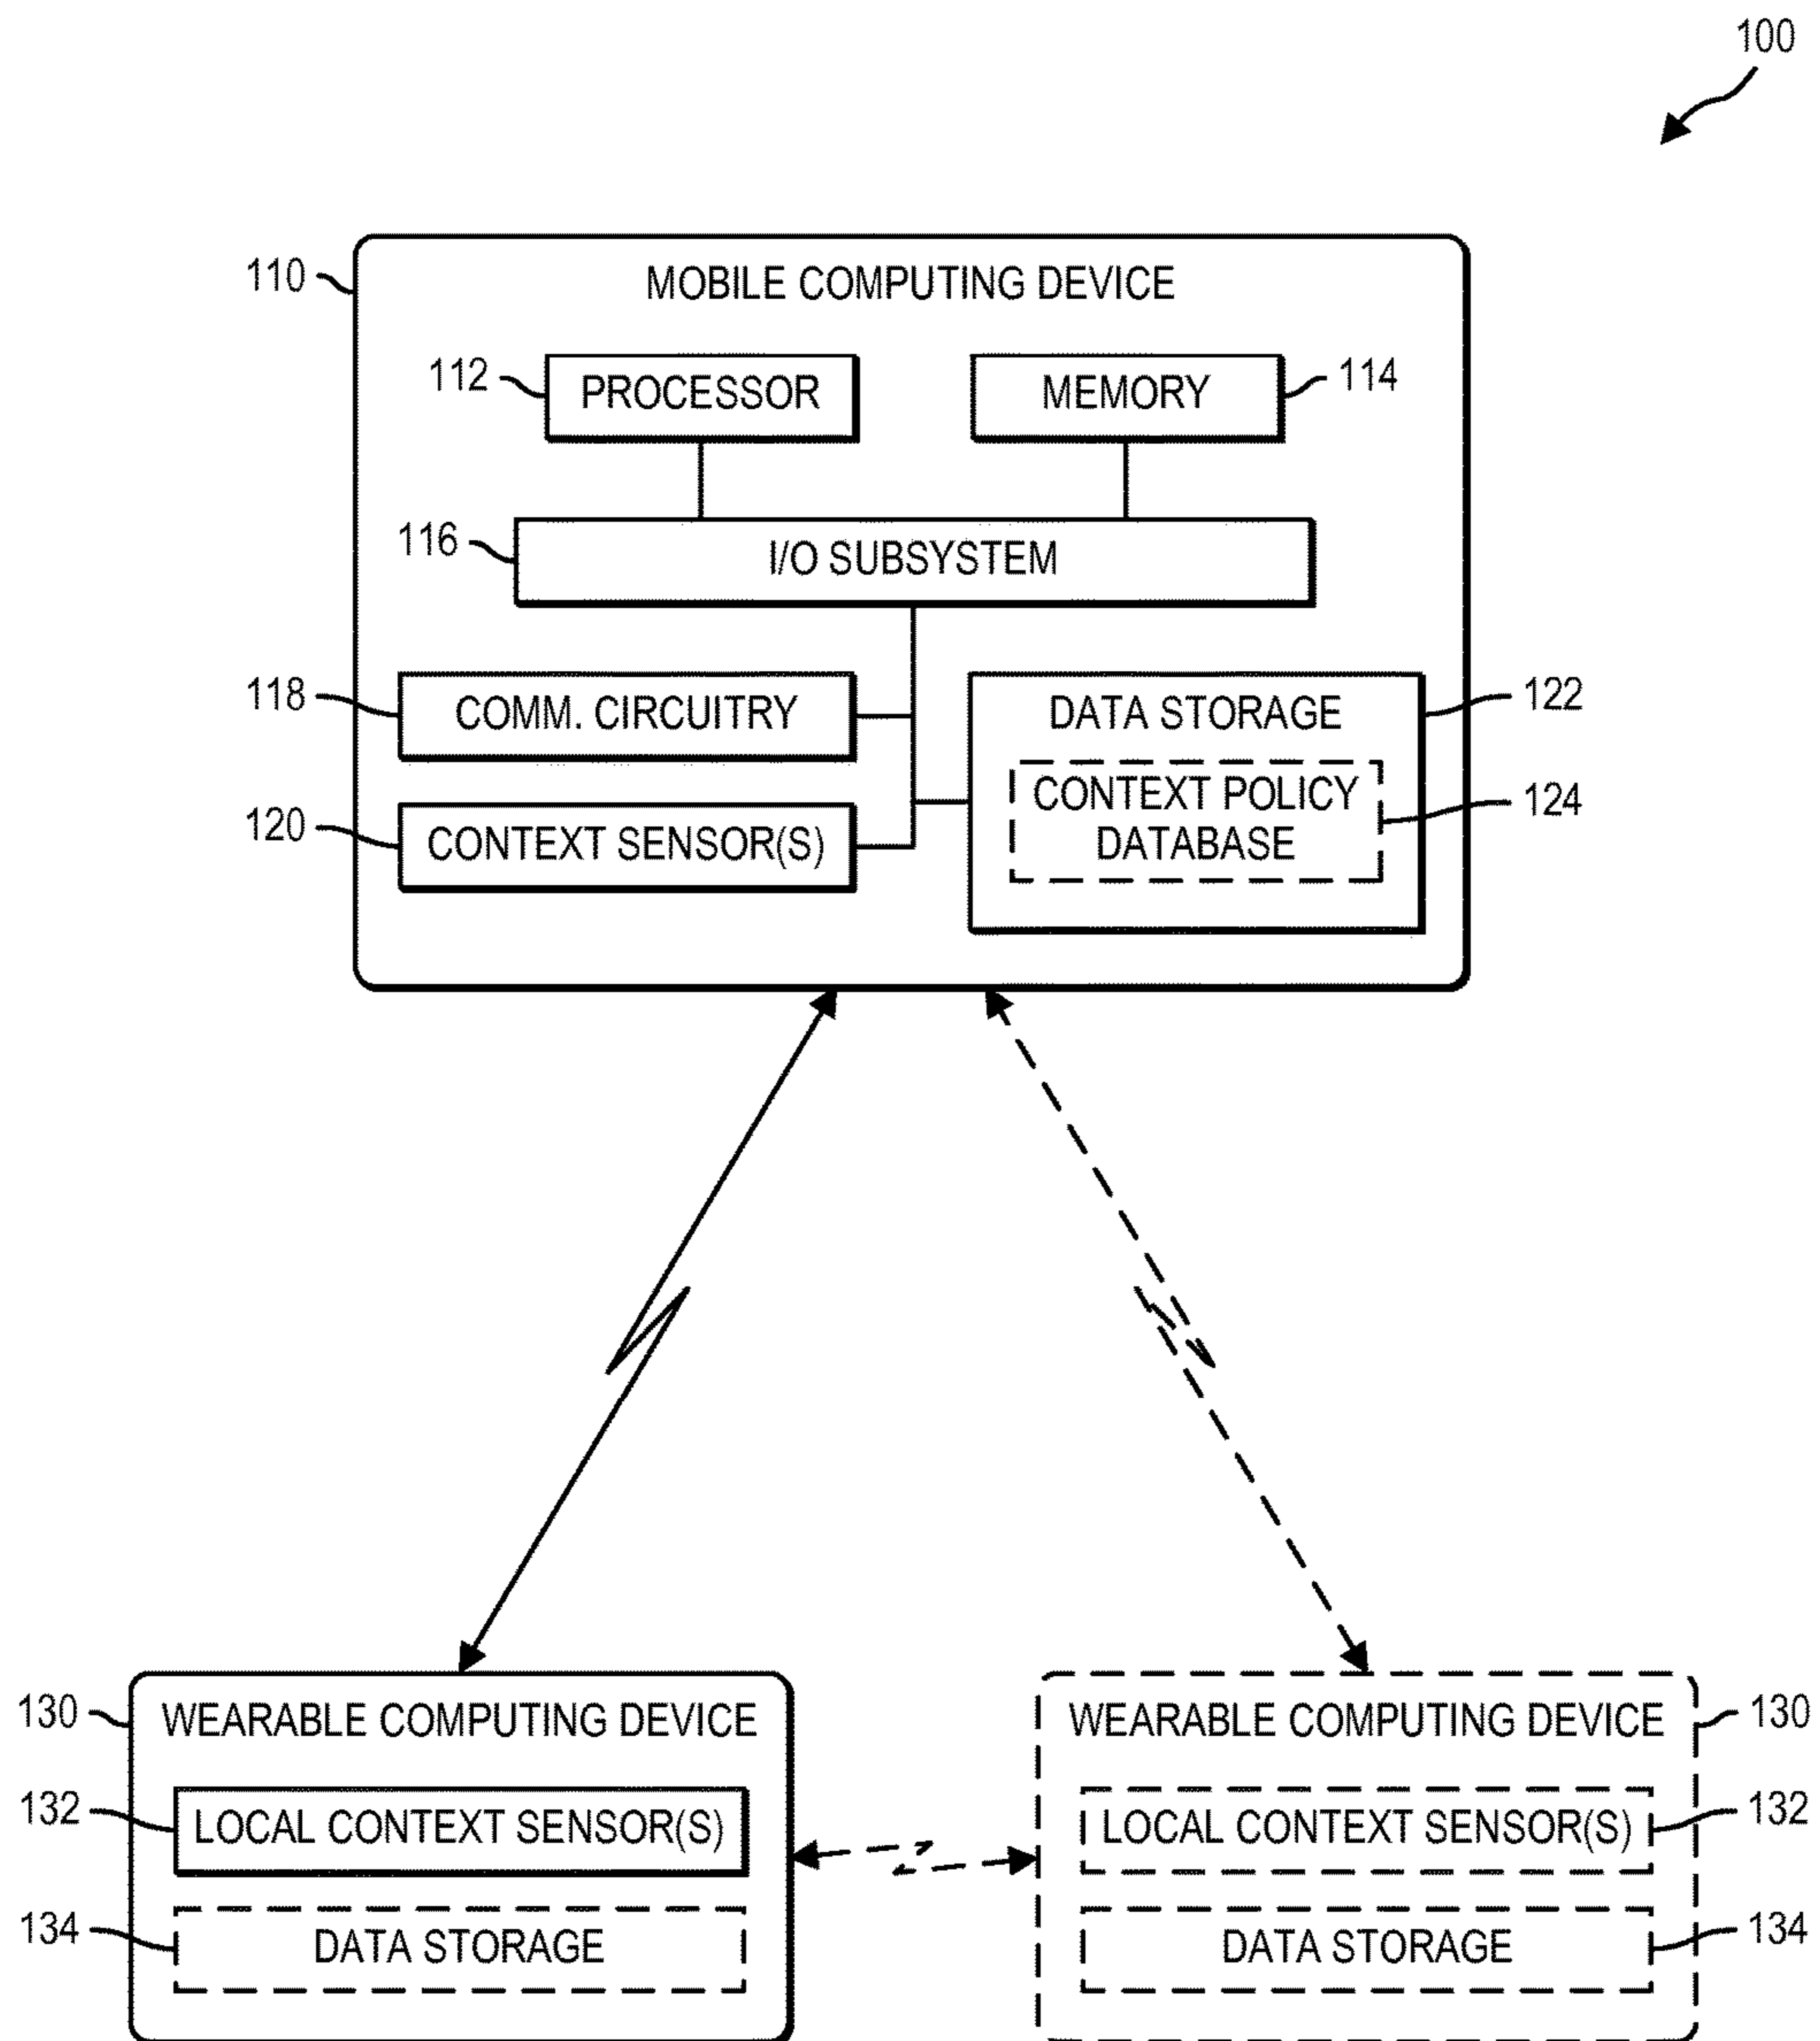 100
110
MOBILE COMPUTING DEVICE
112
PROCESSOR
MEMORY
114
116
I/O SUBSYSTEM
118
COMM. CIRCUITRY
DATA STORAGE
122
120
CONTEXT SENSOR(S)
CONTEXT POLICY
DATABASE
124
130
WEARABLE COMPUTING DEVICE
132
LOCAL CONTEXT SENSOR(S)
134
DATA STORAGE
WEARABLE COMPUTING DEVICE
130
LOCAL CONTEXT SENSOR(S)
132
DATA STORAGE
134